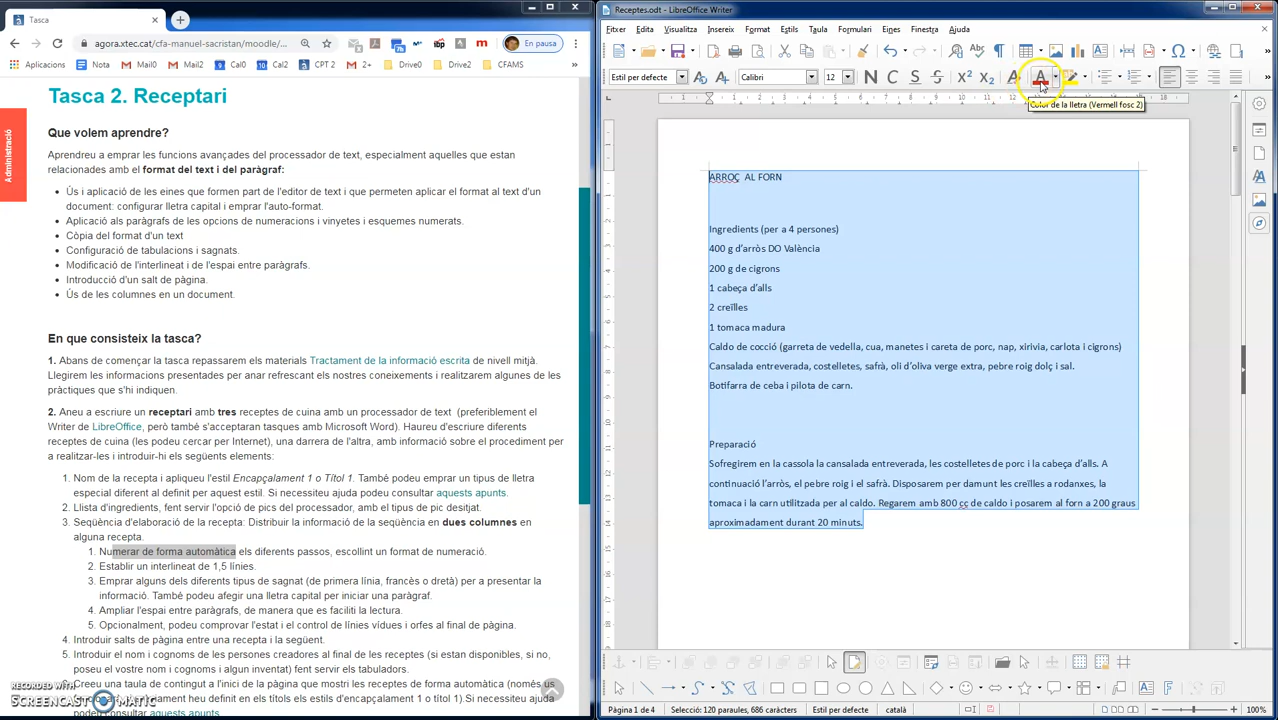 Tasca
agora.xtec.cat/cfa-manuel-sacristan/moodle/...
En pausa
Aplicacions
Nota
Mail0
Mail2
Cal0
Cal1
CF TAC
GTI
2+
Drive0
Drive2
CFAMS
Administració
Tasca 2. Receptari
Que volem aprendre?
Aprendreu a emprar les funcions avançades del processador de text, especialment aquelles que estan
relacionades amb el format del text i del paràgraf:
Ús i aplicació de les eines que formen part de l'editor de text i que permeten aplicar el format al text d'un
document: configurar lletra capital i emprar l'auto-format.
Aplicació als paràgrafs de les opcions de numeracions i vinyetes i esquemes numerats.
Còpia del format d'un text
Configuració de tabulacions i sagnats.
Modificació de l'interlineat i de l'espai entre paràgrafs.
Introducció d'un salt de pàgina.
Ús de les columnes en un document.
En que consisteix la tasca?
1. Abans de començar la tasca repassarem els materials Tractament de la informació escrita de nivell mitjà.
Llegirem les informacions presentades per anar refrescant els nostres coneixements i realitzarem algunes de les
pràctiques que s'hi indiquen.
2. Aneu a escriure un receptari amb tres receptes de cuina amb un processador de text (preferiblement el
Writer de LibreOffice, però també s'acceptaran tasques amb Microsoft Word). Haureu d'escriure diferents
receptes de cuina (les podeu cercar per Internet), una darrera de l'altra, amb informació sobre el procediment per
a realitzar-les i introduir-hi els següents elements:
1. Nom de la recepta i apliqueu l'estil Encapçalament 1 o Títol 1. També podeu emprar un tipus de lletra
especial diferent al definit per aquest estil. Si necessiteu ajuda podeu consultar aquests apunts.
2. Llista d'ingredients, fent servir l'opció de pics del processador, amb el tipus de pic desitjat.
3. Seqüència d'elaboració de la recepta: Distribuir la informació de la seqüència en dues columnes en
alguna recepta.
1. Numerar de forma automàtica els diferents passos, escollint un format de numeració.
2. Establir un interlineat de 1,5 línies.
3. Emprar alguns dels diferents tipus de sagnat (de primera línia, francès o dretà) per a presentar la
informació. També podeu afegir una lletra capital per iniciar una paràgraf.
4. Ampliar l'espai entre paràgrafs, de manera que es faciliti la lectura.
5. Opcionalment, podeu comprovar l'estat i el control de línies vídues i orfes al final de pàgina.
4. Introduir salts de pàgina entre una recepta i la següent.
5. Introduir el nom i cognoms de les persones creadores al final de les receptes (si estan disponibles, si no,
poseu el vostre nom i cognoms i algun inventat) fent servir els tabuladors.
Creeu una taula de contingut a l'inici de la pàgina que mostri les receptes de forma automàtica (només us
heu definit en els títols els estils d'encapçalament 1 o títol 1).Si necessiteu ajuda
consultar aquests apunts.
RECORDED WITH
SCREENCAST MATIC
Receptes.odt - LibreOffice Writer
Fitxer
Edita
Visualitza
Insereix
Format
Estils
Taula
Formulari
Eines
Finestra
Ajuda
Estil per defecte
Calibri
12
Color de la lletra (Vermell fosc 2)
ARROÇ AL FORN
Ingredients (per a 4 persones)
400 g d'arròs DO València
200 g de cigrons
1 cabeça d'alls
2 creïlles
1 tomaca madura
Caldo de cocció (garreta de vedella, cua, manetes i careta de porc, nap, xirivia, carlota i cigrons)
Cansalada entreverada, costelletes, safrà, oli d'oliva verge extra, pebre roig dolç i sal.
Botifarra de ceba i pilota de carn.
Preparació
Sofregirem en la cassola la cansalada entreverada, les costelletes de porc i la cabeça d'alls. A
continuació l'arròs, el pebre roig i el safrà. Disposarem per damunt les creïlles a rodanxes, la
tomaca i la carn utilitzada per al caldo. Regarem amb 800 cc de caldo i posarem al forn a 200 graus
aproximadament durant 20 minuts.
Pàgina 1 de 4
Selecció: 120 paraules, 686 caràcters
Estil per defecte
català
100%